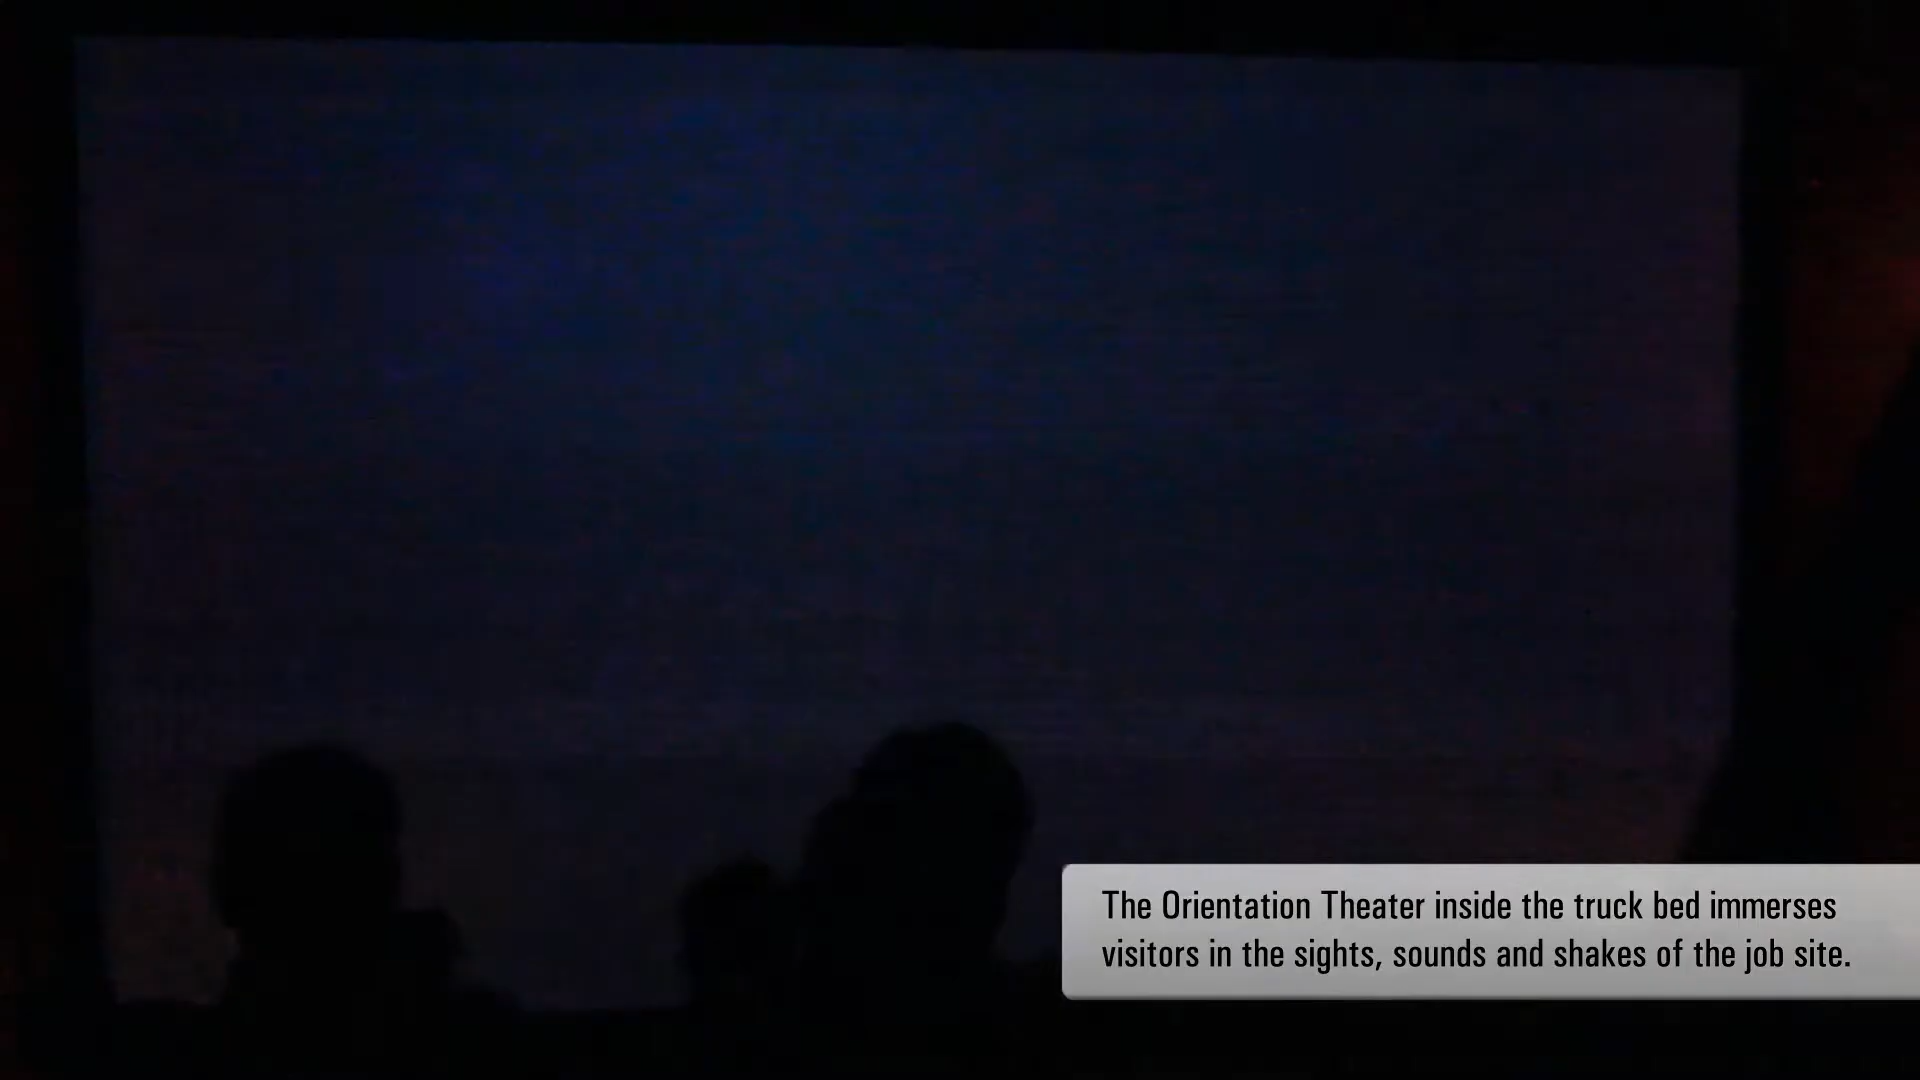 The Orientation Theater inside the truck bed immerses
visitors in the sights, sounds and shakes of the job site.